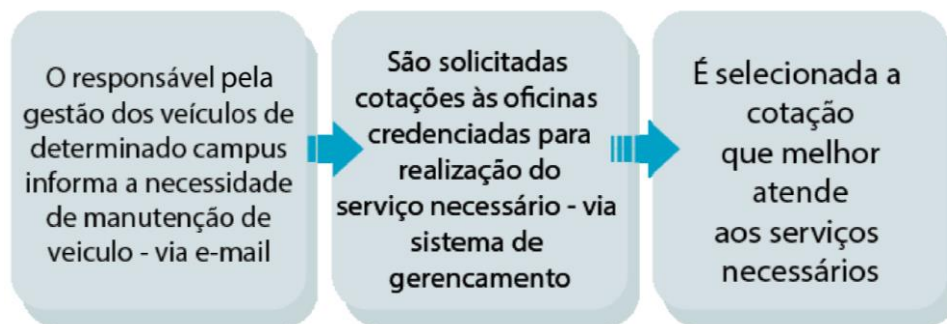 O responsável pela
gestão dos veículos de
determinado campus
informa a necessidade
de manutenção de
veiculo - via e-mail
São solicitadas
cotações às oficinas
credenciadas para
realização do
serviço necessário - via
sistema de
gerencamento
É selecionada a
cotação
que melhor
atende
aos serviços
necessários